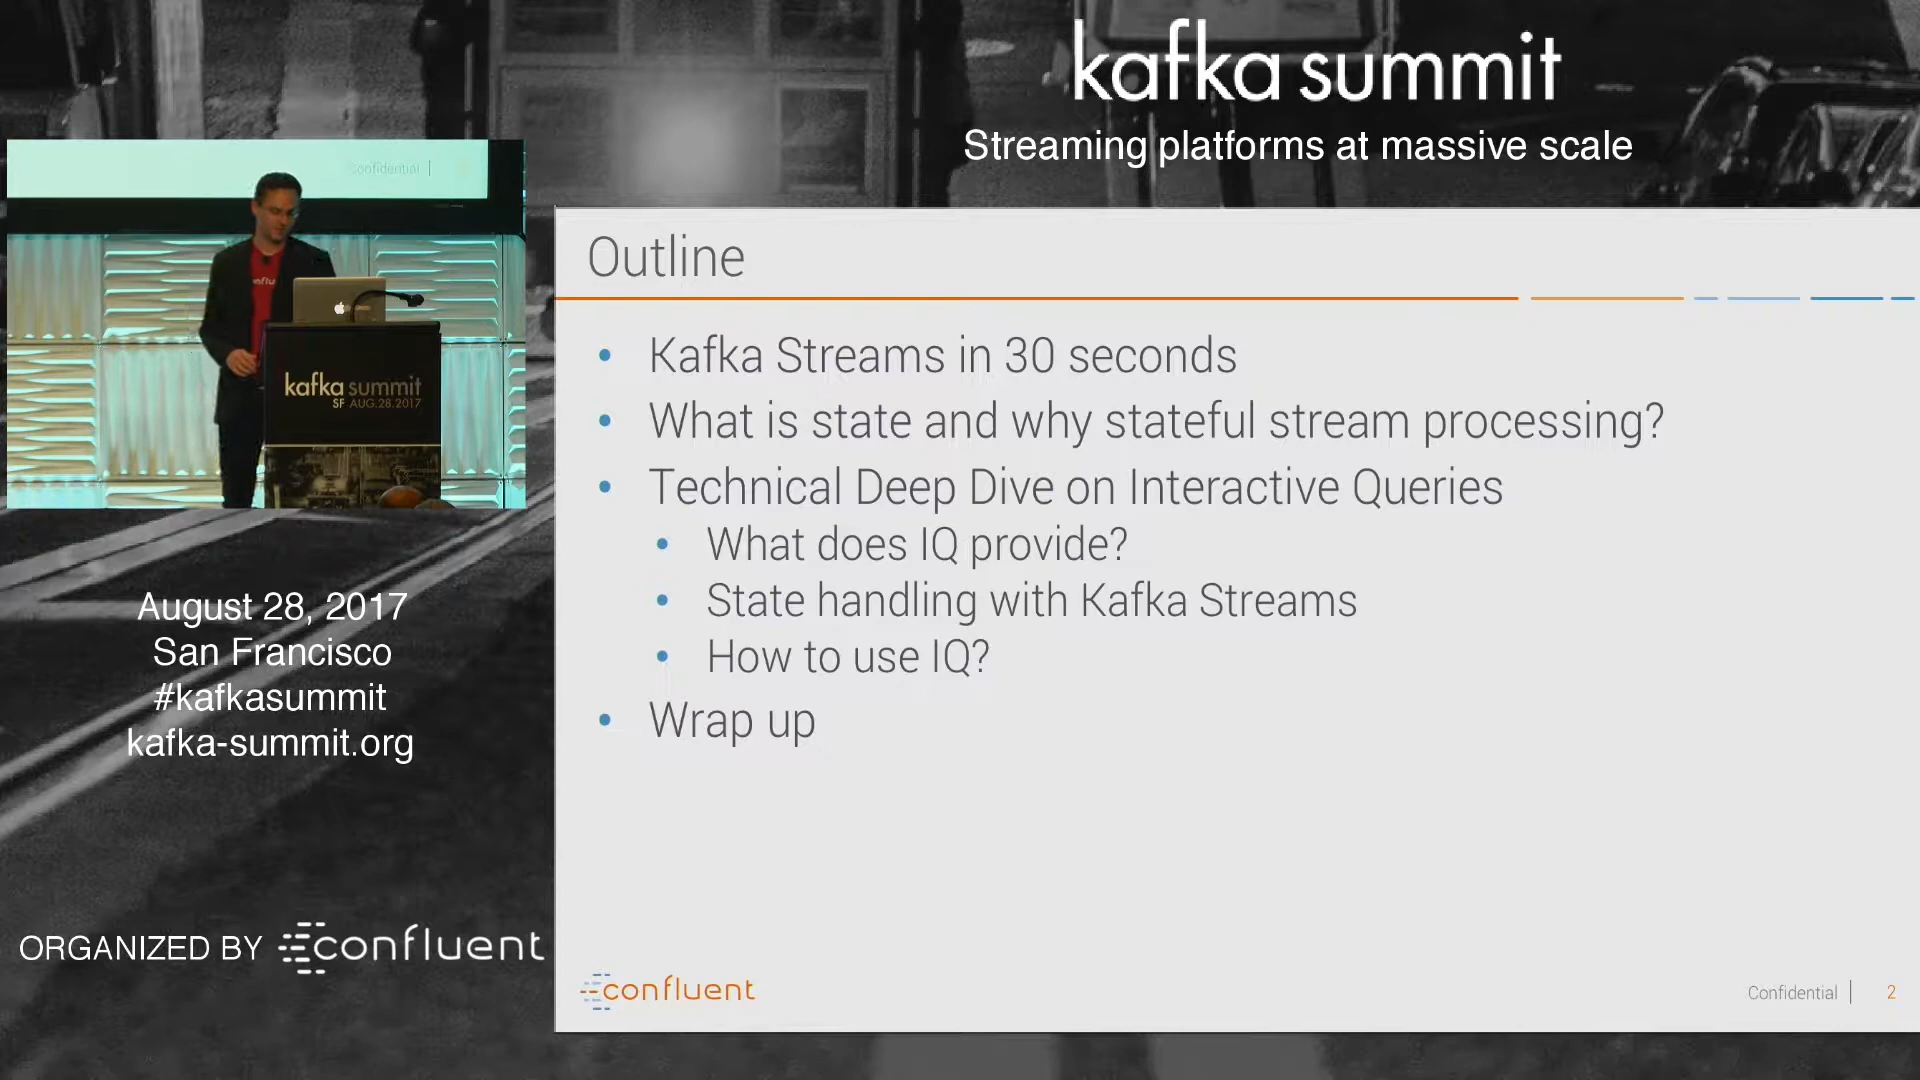 kafka summit
Streaming platforms at massive scale
Confidential
kafka summit
SF AUG.28.2017
August 28, 2017
San Francisco
#kafkasummit
kafka-summit.org
ORGANIZED BY confluent
Outline
• Kafka Streams in 30 seconds
• What is state and why stateful stream processing?
• Technical Deep Dive on Interactive Queries
• What does IQ provide?
• State handling with Kafka Streams
• How to use IQ?
• Wrap up
confluent
Confidential | 2